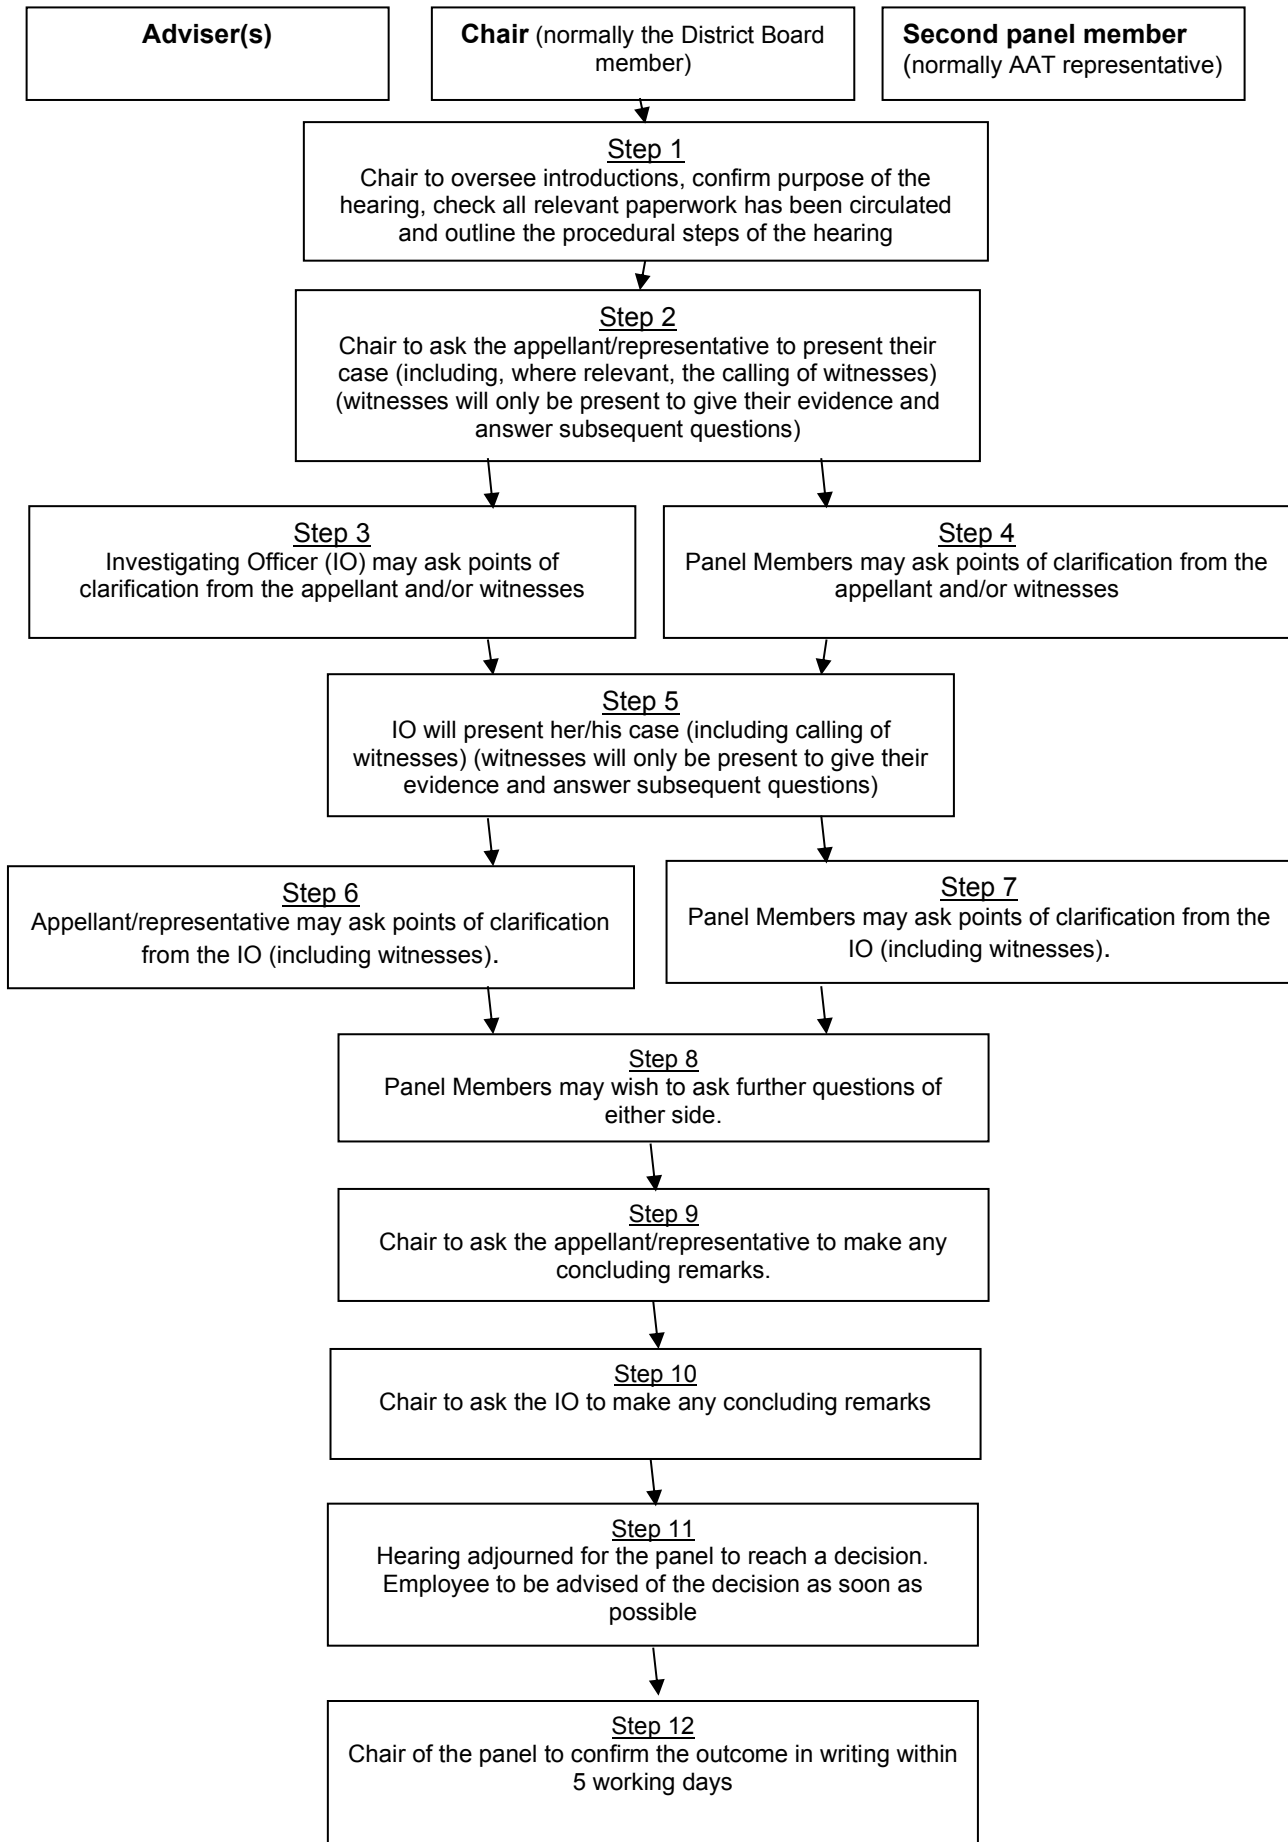 Adviser(s)
Chair (normally the District Board
member)
Second panel member
(normally AAT representative)
Step 1
Chair to oversee introductions, confirm purpose of the
hearing, check all relevant paperwork has been circulated
and outline the procedural steps of the hearing
Step 2
Chair to ask the appellant/representative to present their
case (including, where relevant, the calling of witnesses)
(witnesses will only be present to give their evidence and
answer subsequent questions)
Step 3
Investigating Officer (IO) may ask points of
clarification from the appellant and/or witnesses
Step 4
Panel Members may ask points of clarification from the
appellant and/or witnesses
Step 5
IO will present her/his case (including calling of
witnesses) (witnesses will only be present to give their
evidence and answer subsequent questions)
Step 6
Appellant/representative may ask points of clarification
from the IO (including witnesses).
Step 7
Panel Members may ask points of clarification from the
IO (including witnesses).
Step 8
Panel Members may wish to ask further questions of
either side.
Step 9
Chair to ask the appellant/representative to make any
concluding remarks.
Step 10
Chair to ask the IO to make any concluding remarks
Step 11
Hearing adjourned for the panel to reach a decision.
Employee to be advised of the decision as soon as
possible
Step 12
Chair of the panel to confirm the outcome in writing within
5 working days